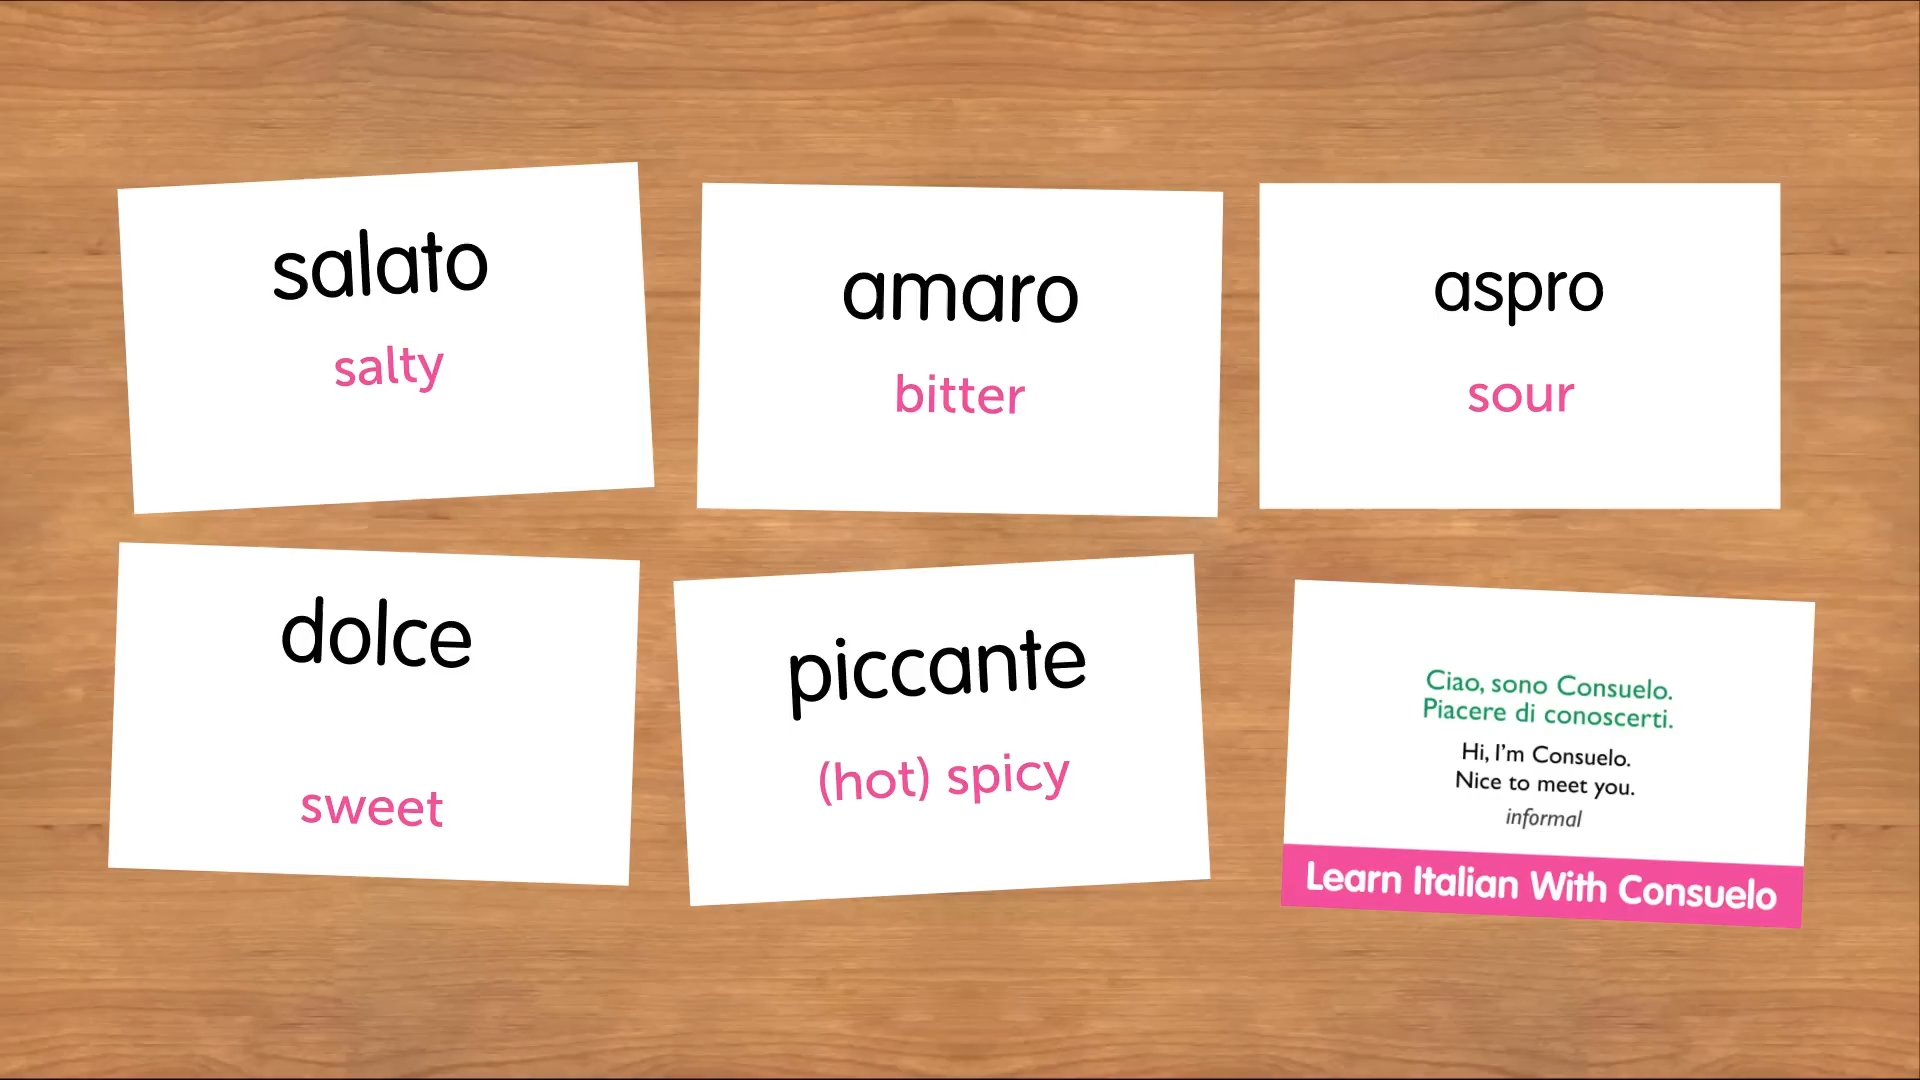 salato
salty
amaro
bitter
aspro
sour
dolce
sweet
piccante
(hot) spicy
Ciao, sono Consuelo.
Piacere di conoscerti.
Hi, I'm Consuelo.
Nice to meet you.
informal
Learn Italian With Consuelo